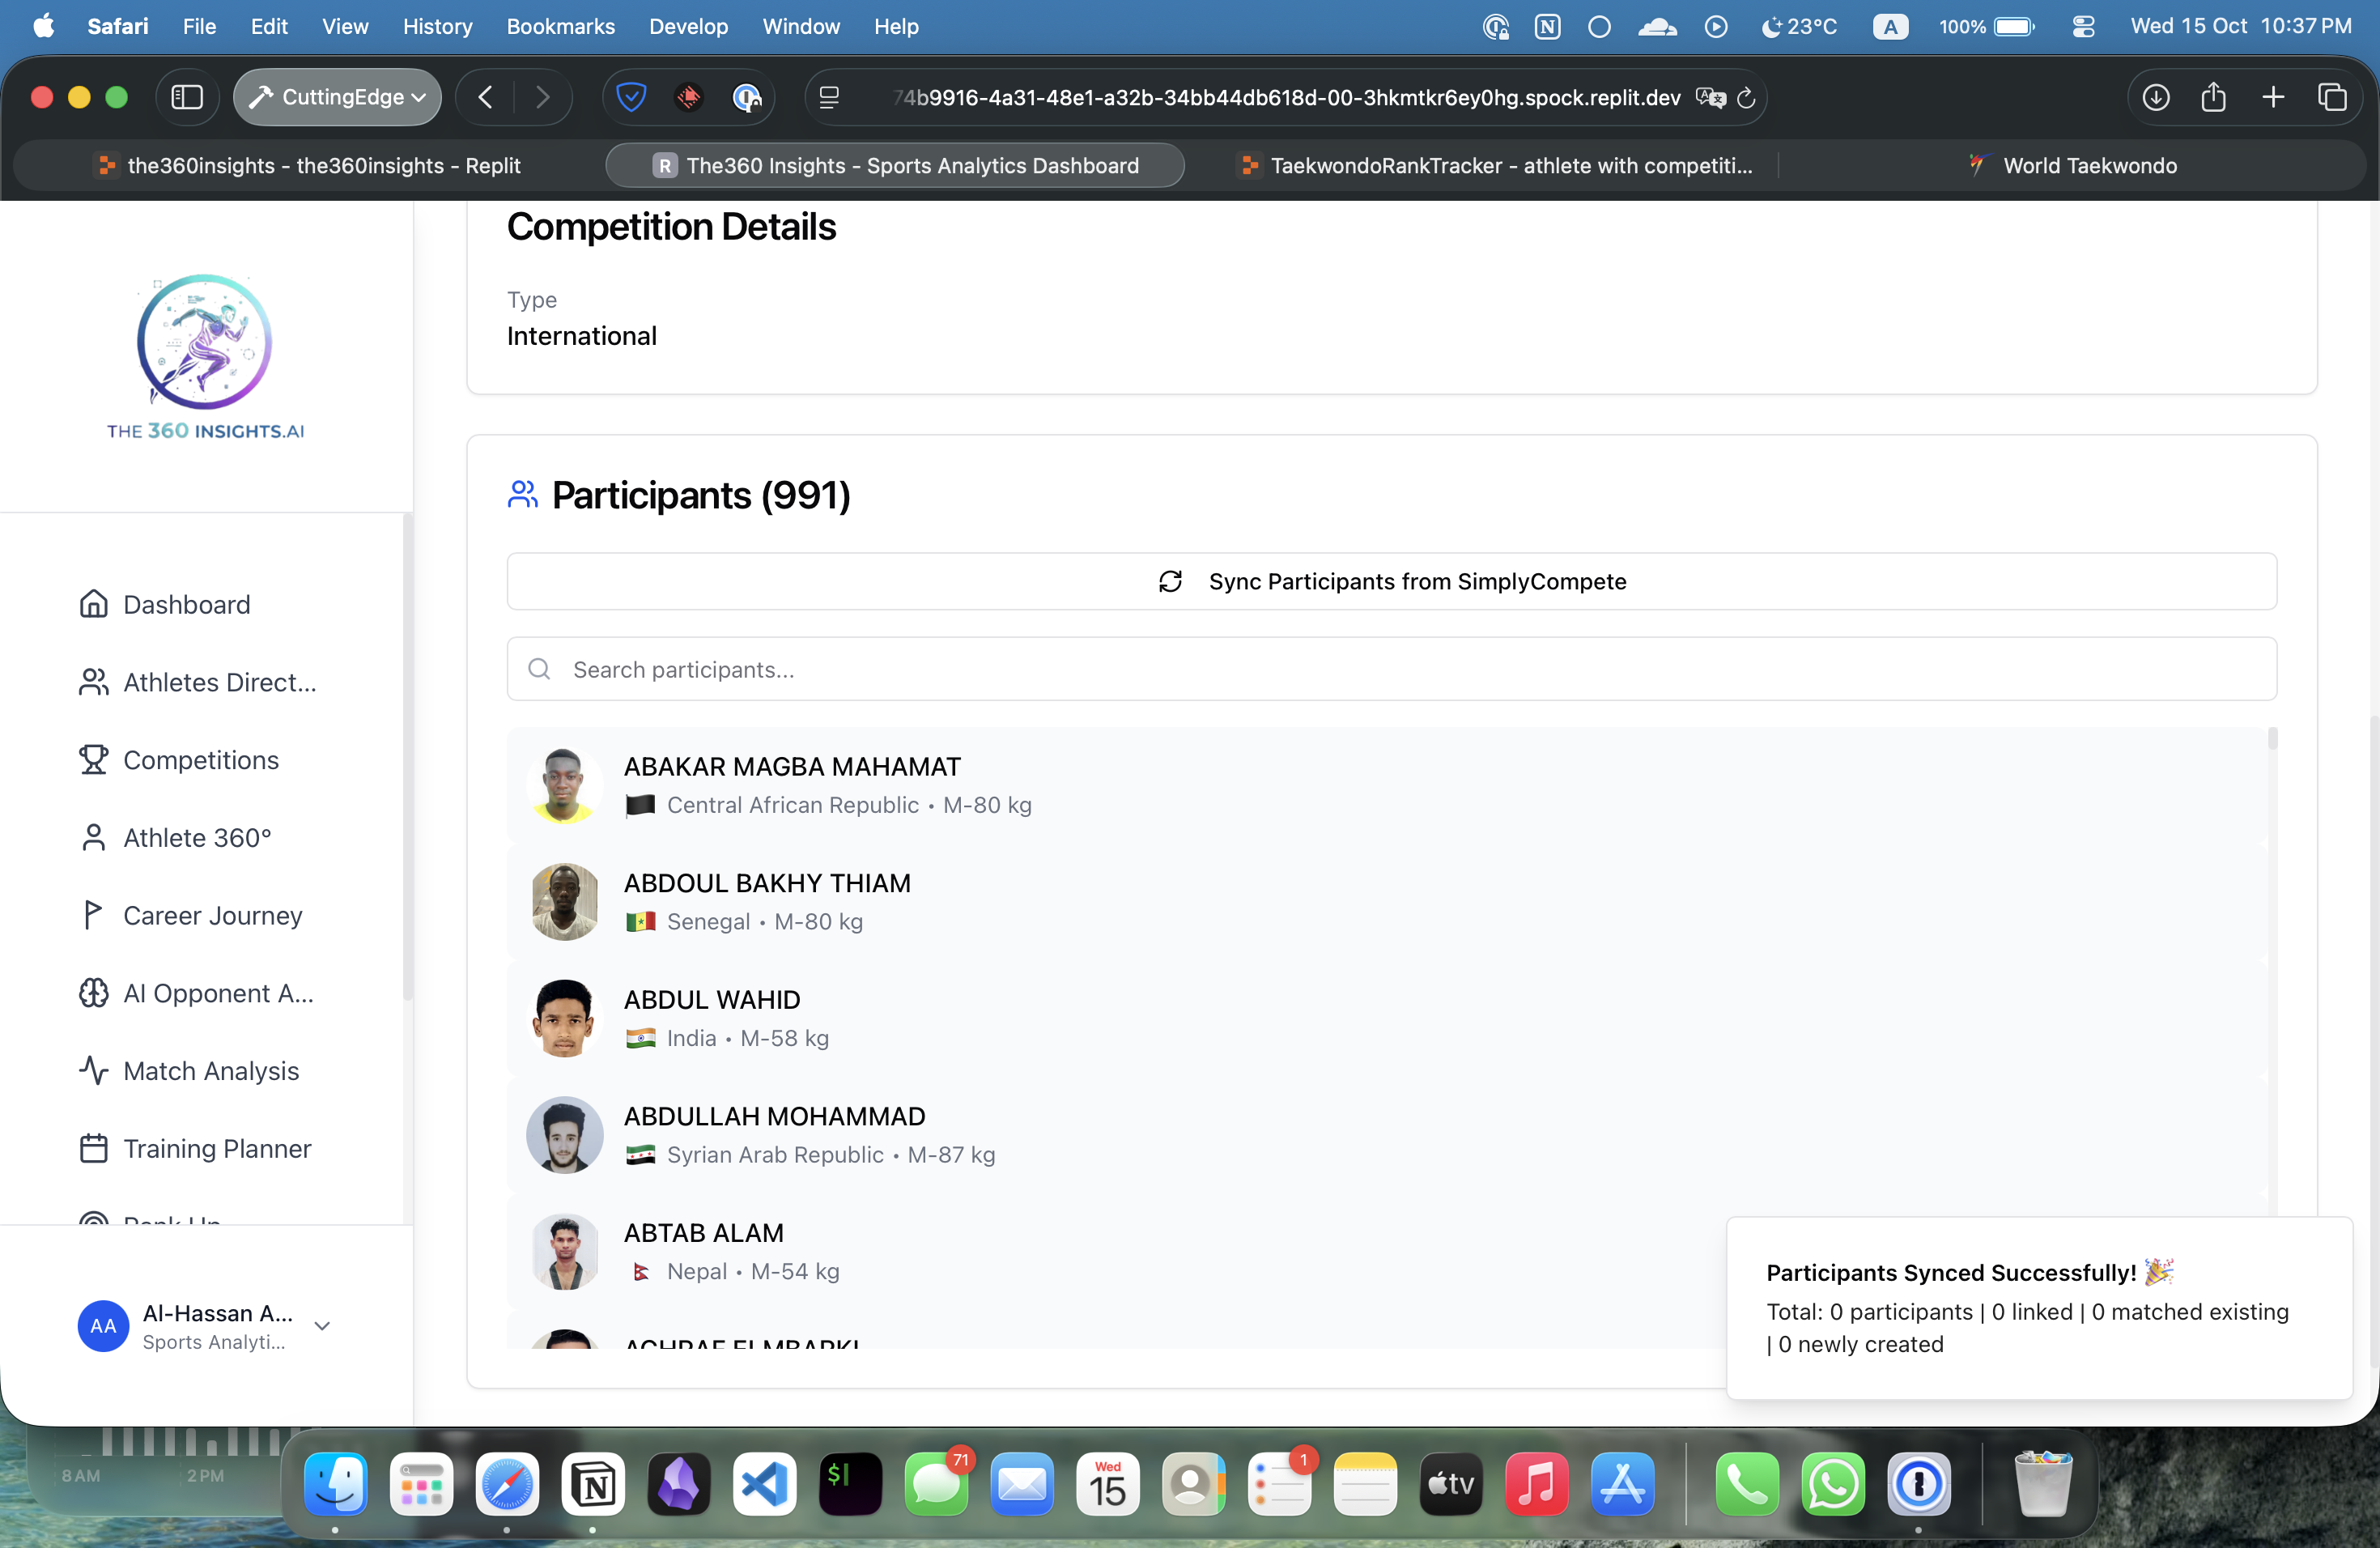 Safari File Edit View History Bookmarks Develop Window Help 23°C A 100% Wed 15 Oct 10:37 PM
CuttingEdge 74b9916-4a31-48e1-a32b-34bb44db618d-00-3hkmtkr6ey0hg.spock.replit.dev
the360insights - the360insights - Replit R The360 Insights - Sports Analytics Dashboard TaekwondoRankTracker - athlete with competiti... World Taekwondo
THE 360 INSIGHTS.AI
Dashboard
Athletes Direct...
Competitions
Athlete 360°
Career Journey
AI Opponent A...
Match Analysis
Training Planner
Rank Up
AA
Al-Hassan A...
Sports Analyti...
Competition Details
Type
International
Participants (991)
Sync Participants from SimplyCompete
Search participants...
ABAKAR MAGBA MAHAMAT
Central African Republic • M-80 kg
ABDOUL BAKHY THIAM
Senegal • M-80 kg
ABDUL WAHID
India • M-58 kg
ABDULLAH MOHAMMAD
Syrian Arab Republic • M-87 kg
ABTAB ALAM
Nepal • M-54 kg
ACHRAF ELMBARKI
Participants Synced Successfully! 🎉
Total: 0 participants | 0 linked | 0 matched existing
| 0 newly created
8 AM 2 PM
$
71
Wed
15
1
tv